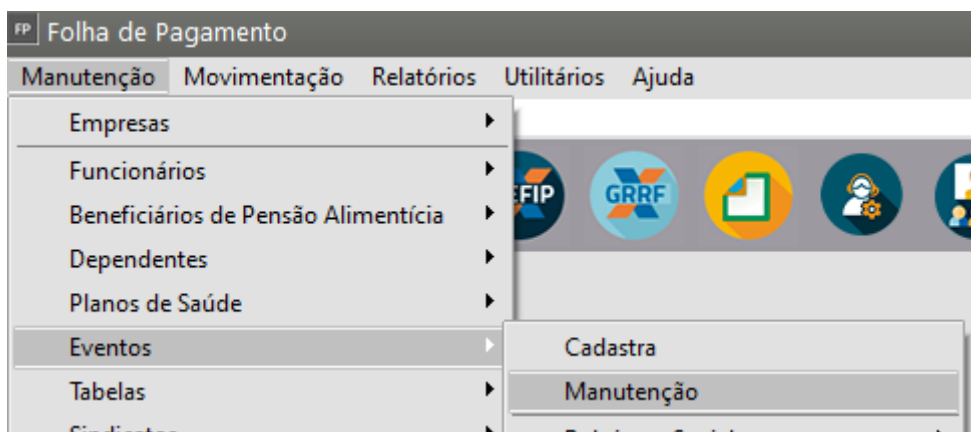 FP Folha de Pagamento
Manutenção Movimentação Relatórios Utilitários Ajuda
Empresas
Funcionários
GRRF
Beneficiários de Pensão Alimentícia
Dependentes
Planos de Saúde
Eventos
Cadastra
Tabelas
Manutenção